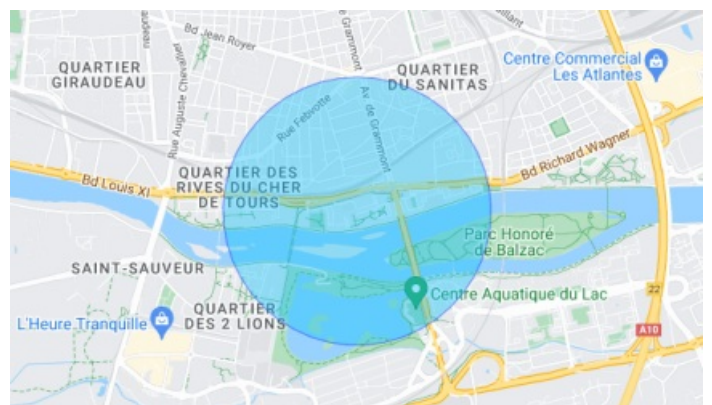 Bd Jean Royer
de Grammont
QUARTIER
GIRAUDEAU
QUARTIER
DU SANITAS
Centre Commercial
Les Atlantes
Rue Auguste Chevallier
Rue Febvotte
Av. de Grammont
Bd Richard Wagner
Bd Louis XI
QUARTIER DES
RIVES DU CHER
DE TOURS
Parc Honoré
de Balzac
SAINT-SAUVEUR
Centre Aquatique du Lac
22
QUARTIER
DES 2 LIONS
L'Heure Tranquille
A10